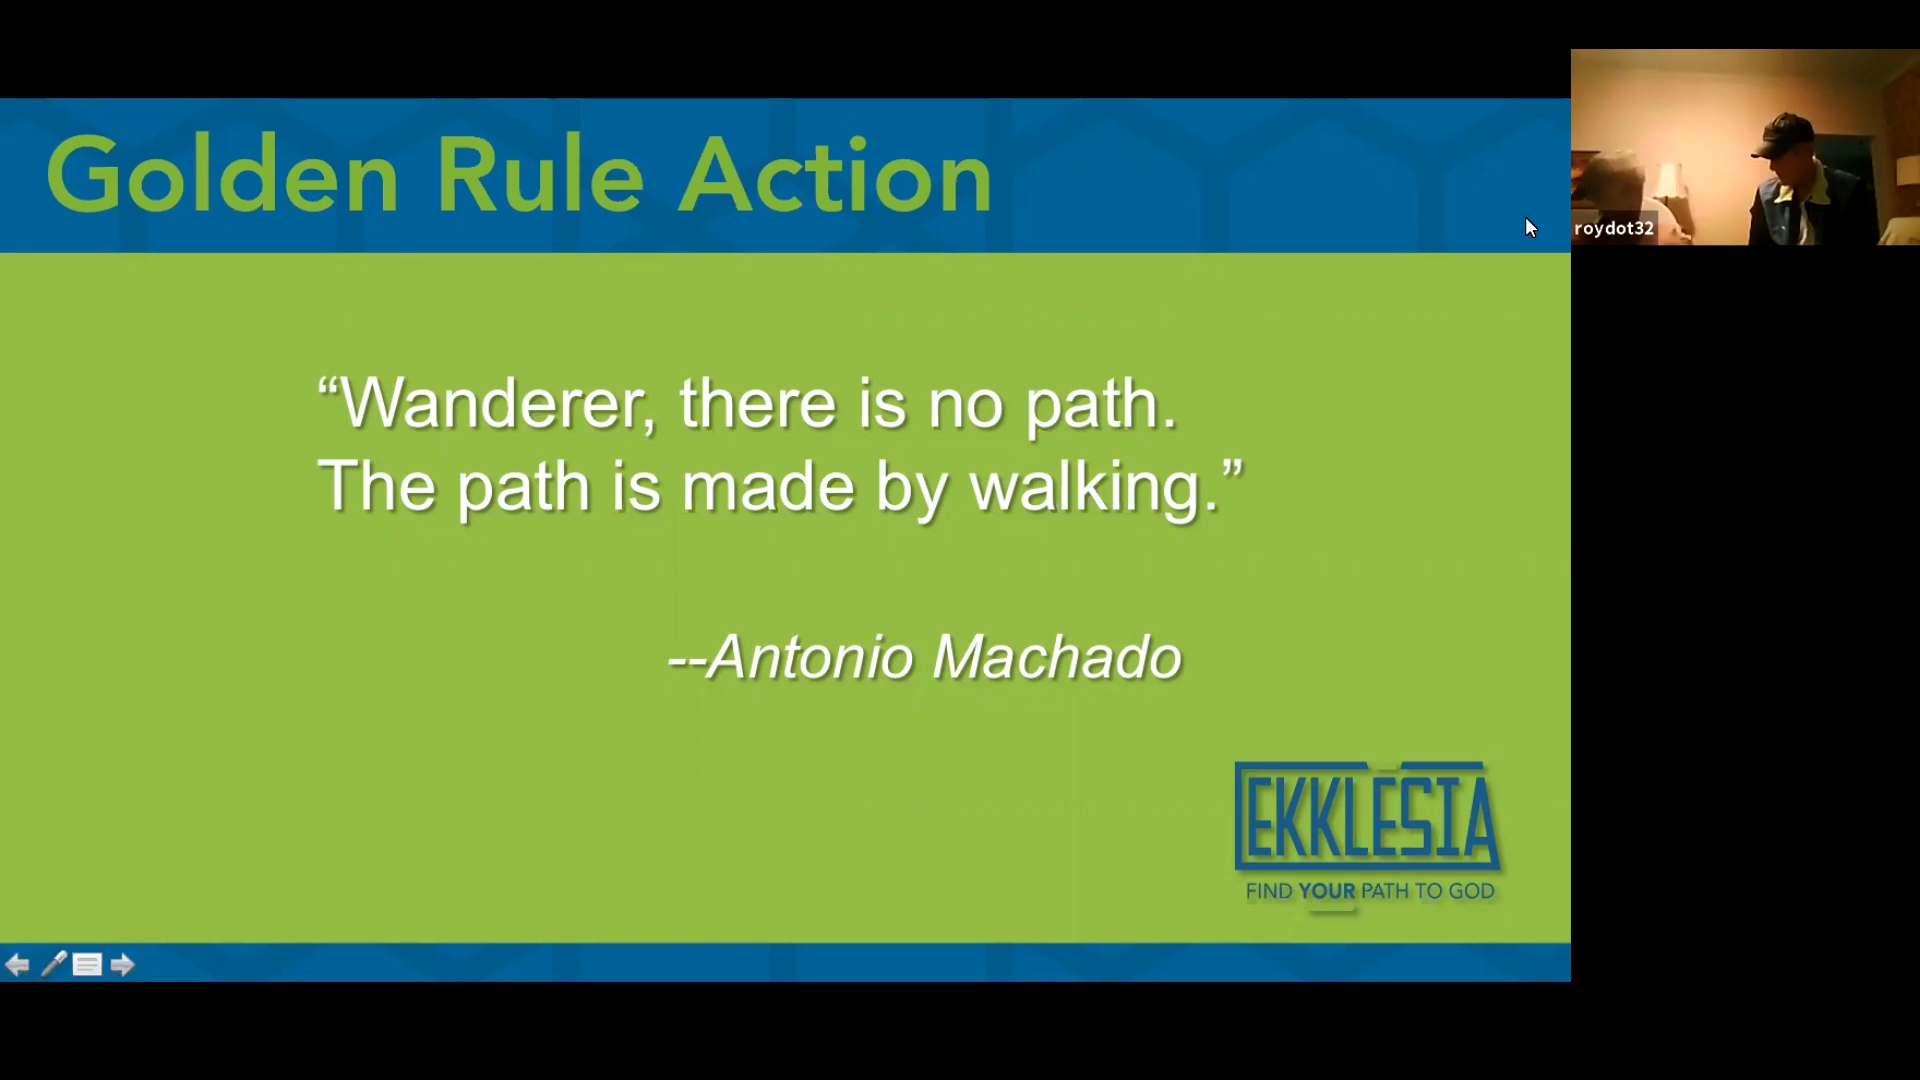 Golden Rule Action
roydot32
“Wanderer, there is no path.
The path is made by walking.”
--Antonio Machado
EKKLESIA
FIND YOUR PATH TO GOD